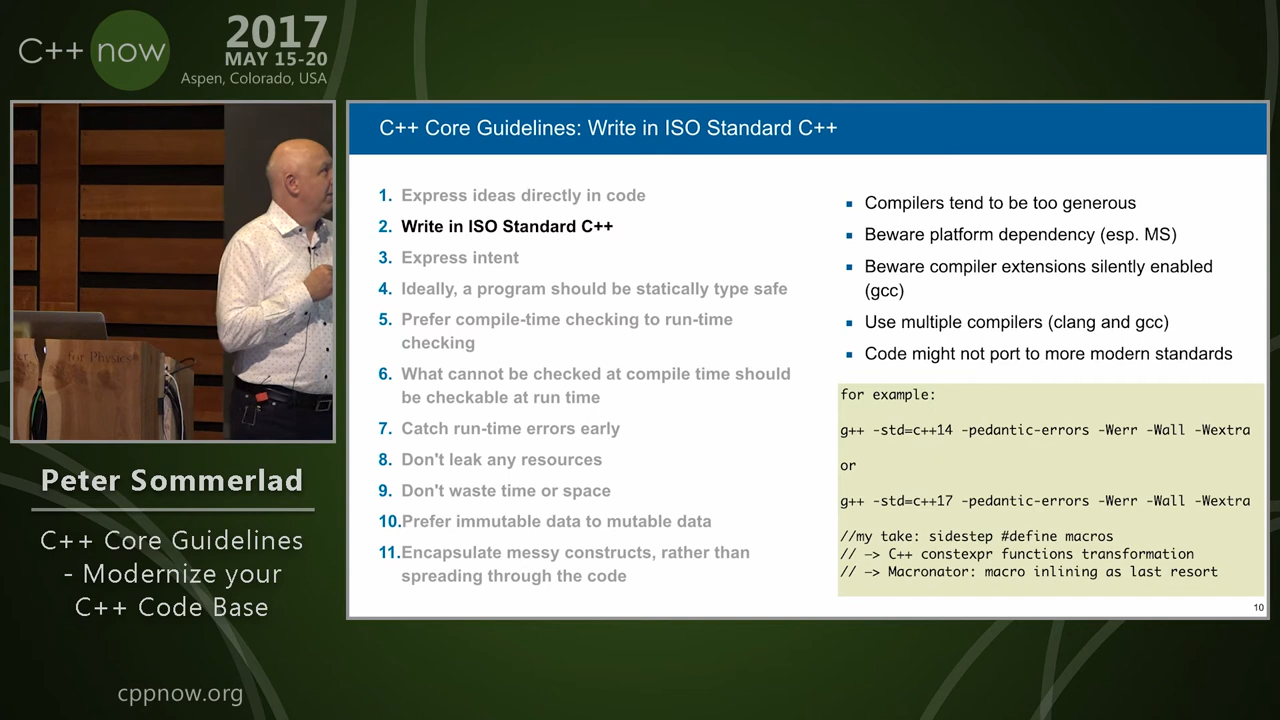 C++ now
2017
MAY 15-20
Aspen, Colorado, USA
for Physics
Peter Sommerlad
C++ Core Guidelines
- Modernize your
C++ Code Base
cppnow.org
C++ Core Guidelines: Write in ISO Standard C++
1. Express ideas directly in code
2. Write in ISO Standard C++
3. Express intent
4. Ideally, a program should be statically type safe
5. Prefer compile-time checking to run-time
checking
6. What cannot be checked at compile time should
be checkable at run time
7. Catch run-time errors early
8. Don't leak any resources
9. Don't waste time or space
10. Prefer immutable data to mutable data
11. Encapsulate messy constructs, rather than
spreading through the code
▪ Compilers tend to be too generous
▪ Beware platform dependency (esp. MS)
▪ Beware compiler extensions silently enabled
(gcc)
▪ Use multiple compilers (clang and gcc)
▪ Code might not port to more modern standards
for example:
g++ -std=c++14 -pedantic-errors -Werr -Wall -Wextra
or
g++ -std=c++17 -pedantic-errors -Werr -Wall -Wextra
//my take: sidestep #define macros
// -> C++ constexpr functions transformation
// -> Macronator: macro inlining as last resort
10